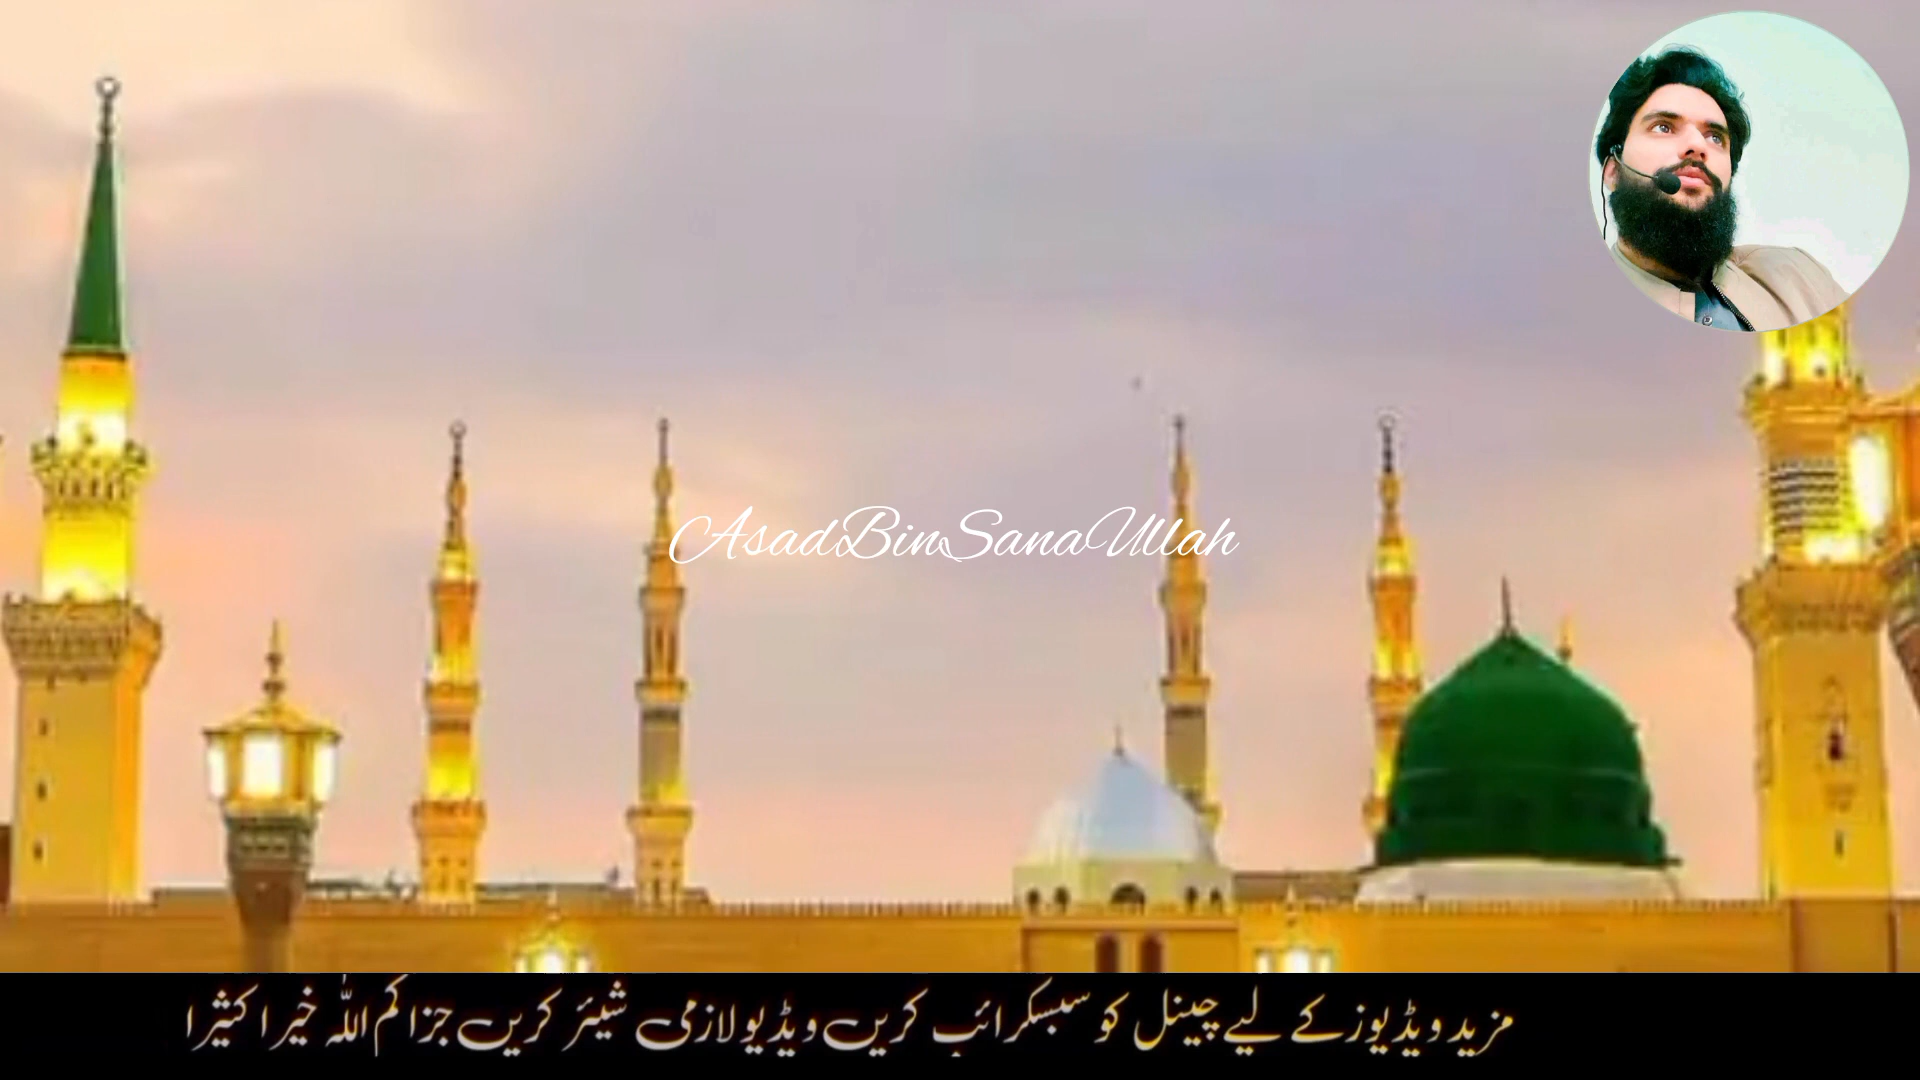 AsadBinSanaUllah
مزید ویڈیوز کے لیے چینل کو سبسکرائب کریں ویڈیو لازمی شیئر کریں جزاکم اللہ خیرا کثیرا